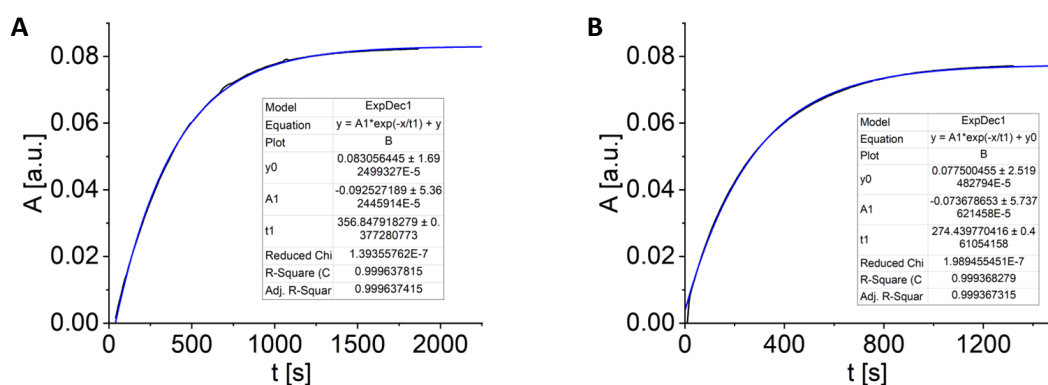 A
A [a.u.]
0.08
0.06
0.04
0.02
0.00
0 500 1000 1500 2000
t [s]
Model ExpDec1
Equation y = A1*exp(-x/t1) + y
Plot B
y0 0.083056445 ± 1.69
2499327E-5
A1 -0.092527189 ± 5.36
2445914E-5
t1 356.847918279 ± 0.
377280773
Reduced Chi 1.39355762E-7
R-Square (C 0.999637815
Adj. R-Squar 0.999637415
B
A [a.u.]
0.08
0.06
0.04
0.02
0.00
0 400 800 1200
t [s]
Model ExpDec1
Equation y = A1*exp(-x/t1) + y0
Plot B
y0 0.077500455 ± 2.519
482794E-5
A1 -0.073678653 ± 5.737
621458E-5
t1 274.439770416 ± 0.4
61054158
Reduced Chi 1.989455451E-7
R-Square (C 0.999368279
Adj. R-Squar 0.999367315